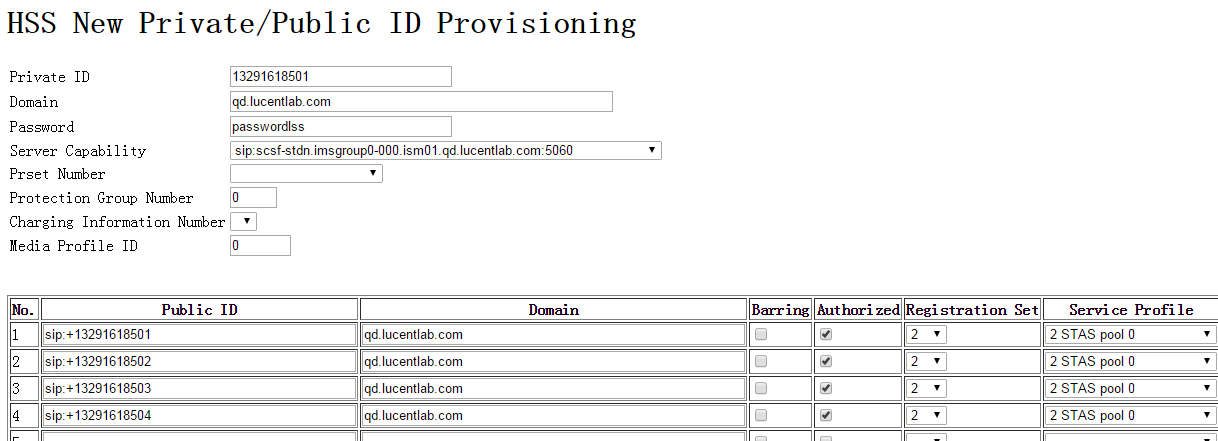 HSS New Private/Public ID Provisioning
Private ID 13291618501
Domain qd.lucentlab.com
Password passwordlss
Server Capability sip:scsf-stdn.imsgroup0-000.ism01.qd.lucentlab.com:5060
Prset Number
Protection Group Number 0
Charging Information Number
Media Profile ID 0
No. Public ID Domain Barring Authorized Registration Set Service Profile
1 sip:+13291618501 qd.lucentlab.com 2 2 STAS pool 0
2 sip:+13291618502 qd.lucentlab.com 2 2 STAS pool 0
3 sip:+13291618503 qd.lucentlab.com 2 2 STAS pool 0
4 sip:+13291618504 qd.lucentlab.com 2 2 STAS pool 0